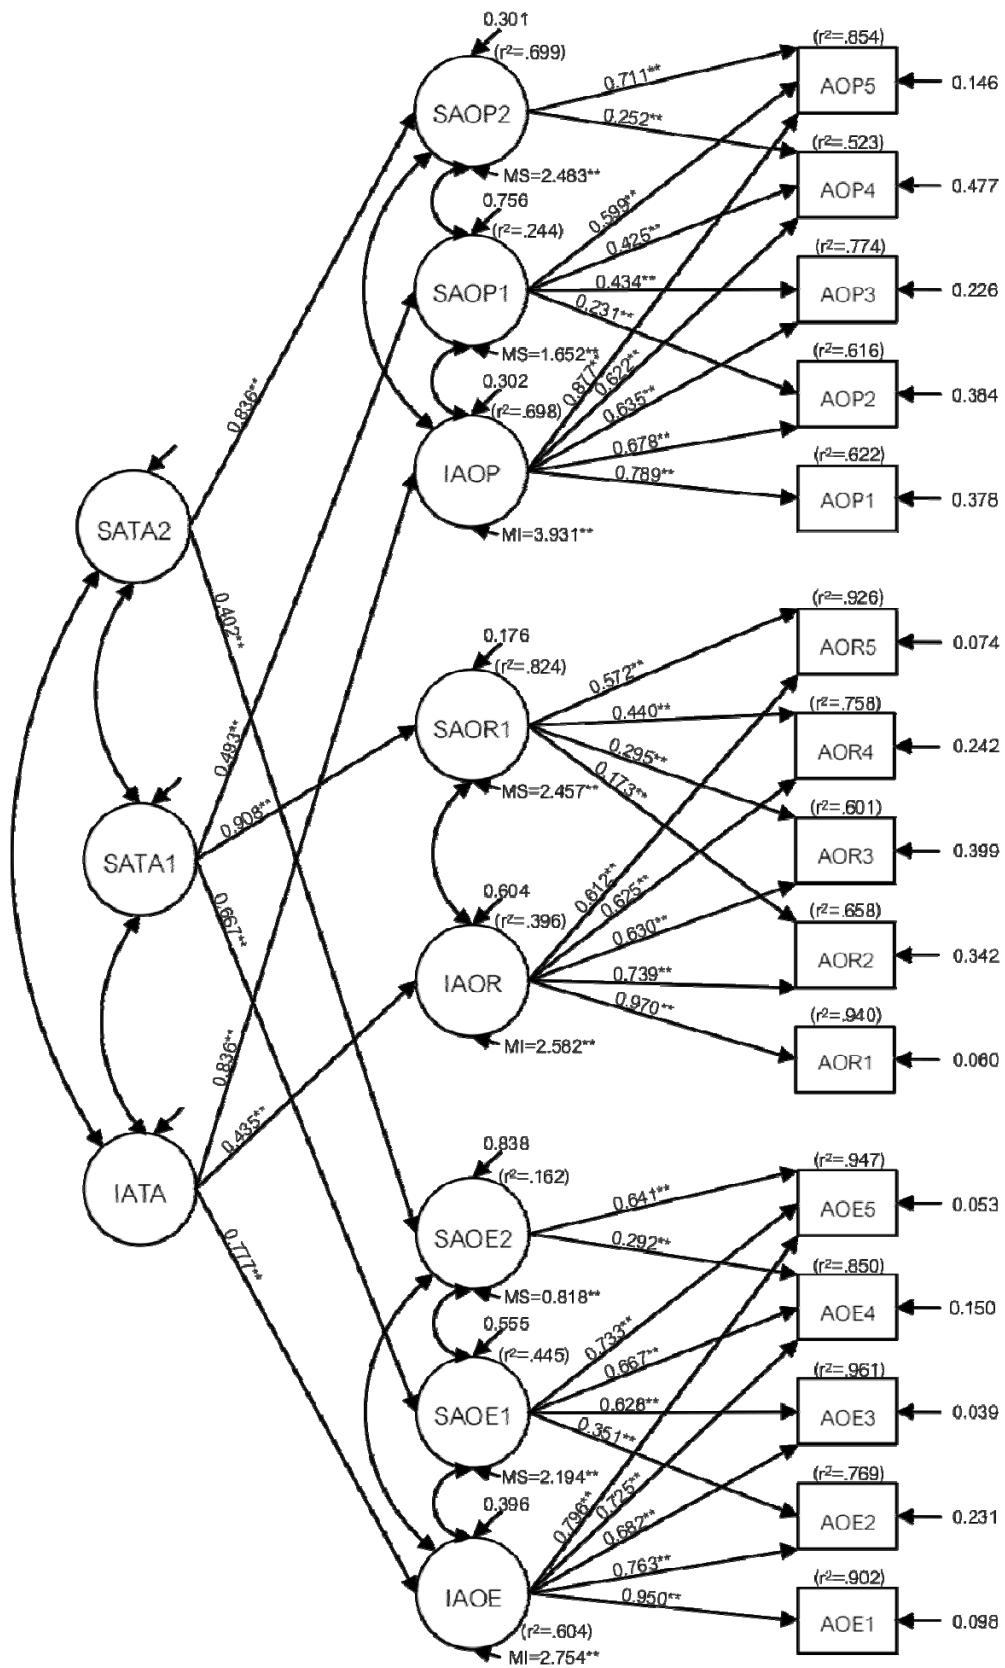 0.301
(r²=.699)
SAOP2
MS=2.483**
0.756
(r²=.244)
SAOP1
MS=1.652**
0.302
(r²=.698)
IAOP
MI=3.931**
0.711**
0.252**
0.599**
0.425**
0.434**
0.231**
0.877**
0.622**
0.635**
0.678**
0.789**
(r²=.854)
AOP5
0.146
(r²=.523)
AOP4
0.477
(r²=.774)
AOP3
0.226
(r²=.616)
AOP2
0.384
(r²=.622)
AOP1
0.378
0.836**
SATA2
0.402**
0.493**
0.908**
SATA1
0.667**
0.836**
0.435**
IATA
0.777**
0.176
(r²=.824)
SAOR1
MS=2.457**
0.604
(r²=.396)
IAOR
MI=2.582**
0.572**
0.440**
0.295**
0.173**
0.612**
0.625**
0.630**
0.739**
0.970**
(r²=.926)
AOR5
0.074
(r²=.758)
AOR4
0.242
(r²=.601)
AOR3
0.399
(r²=.658)
AOR2
0.342
(r²=.940)
AOR1
0.060
0.838
(r²=.162)
SAOE2
MS=0.818**
0.555
(r²=.445)
SAOE1
MS=2.194**
0.396
IAOE
(r²=.604)
MI=2.754**
0.641**
0.292**
0.733**
0.667**
0.628**
0.351**
0.796**
0.725**
0.682**
0.763**
0.950**
(r²=.947)
AOE5
0.053
(r²=.850)
AOE4
0.150
(r²=.961)
AOE3
0.039
(r²=.769)
AOE2
0.231
(r²=.902)
AOE1
0.098